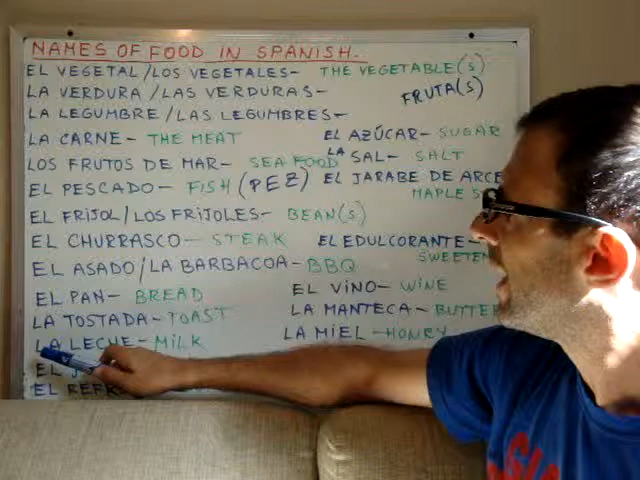 NAMES OF FOOD IN SPANISH.
EL VEGETAL/LOS VEGETALES- THE VEGETABLE(S)
LA VERDURA/LAS VERDURAS-
FRUTA(S)
LA LEGUMBRE/LAS LEGUMBRES-
LA CARNE- THE MEAT
EL AZÚCAR- SUGAR
LOS FRUTOS DE MAR- SEA FOOD
LA SAL- SALT
EL PESCADO- FISH (PEZ)
EL JARABE DE ARCE
MAPLE S
EL FRIJOL/LOS FRIJOLES- BEAN(S)
EL CHURRASCO- STEAK
EL EDULCORANTE-
SWEETEN
EL ASADO/LA BARBACOA- BBQ
EL PAN- BREAD
EL VINO- WINE
LA TOSTADA- TOAST
LA MANTECA- BUTTER
LA LECHE- MILK
LA MIEL- HONEY
EL
EL REFR